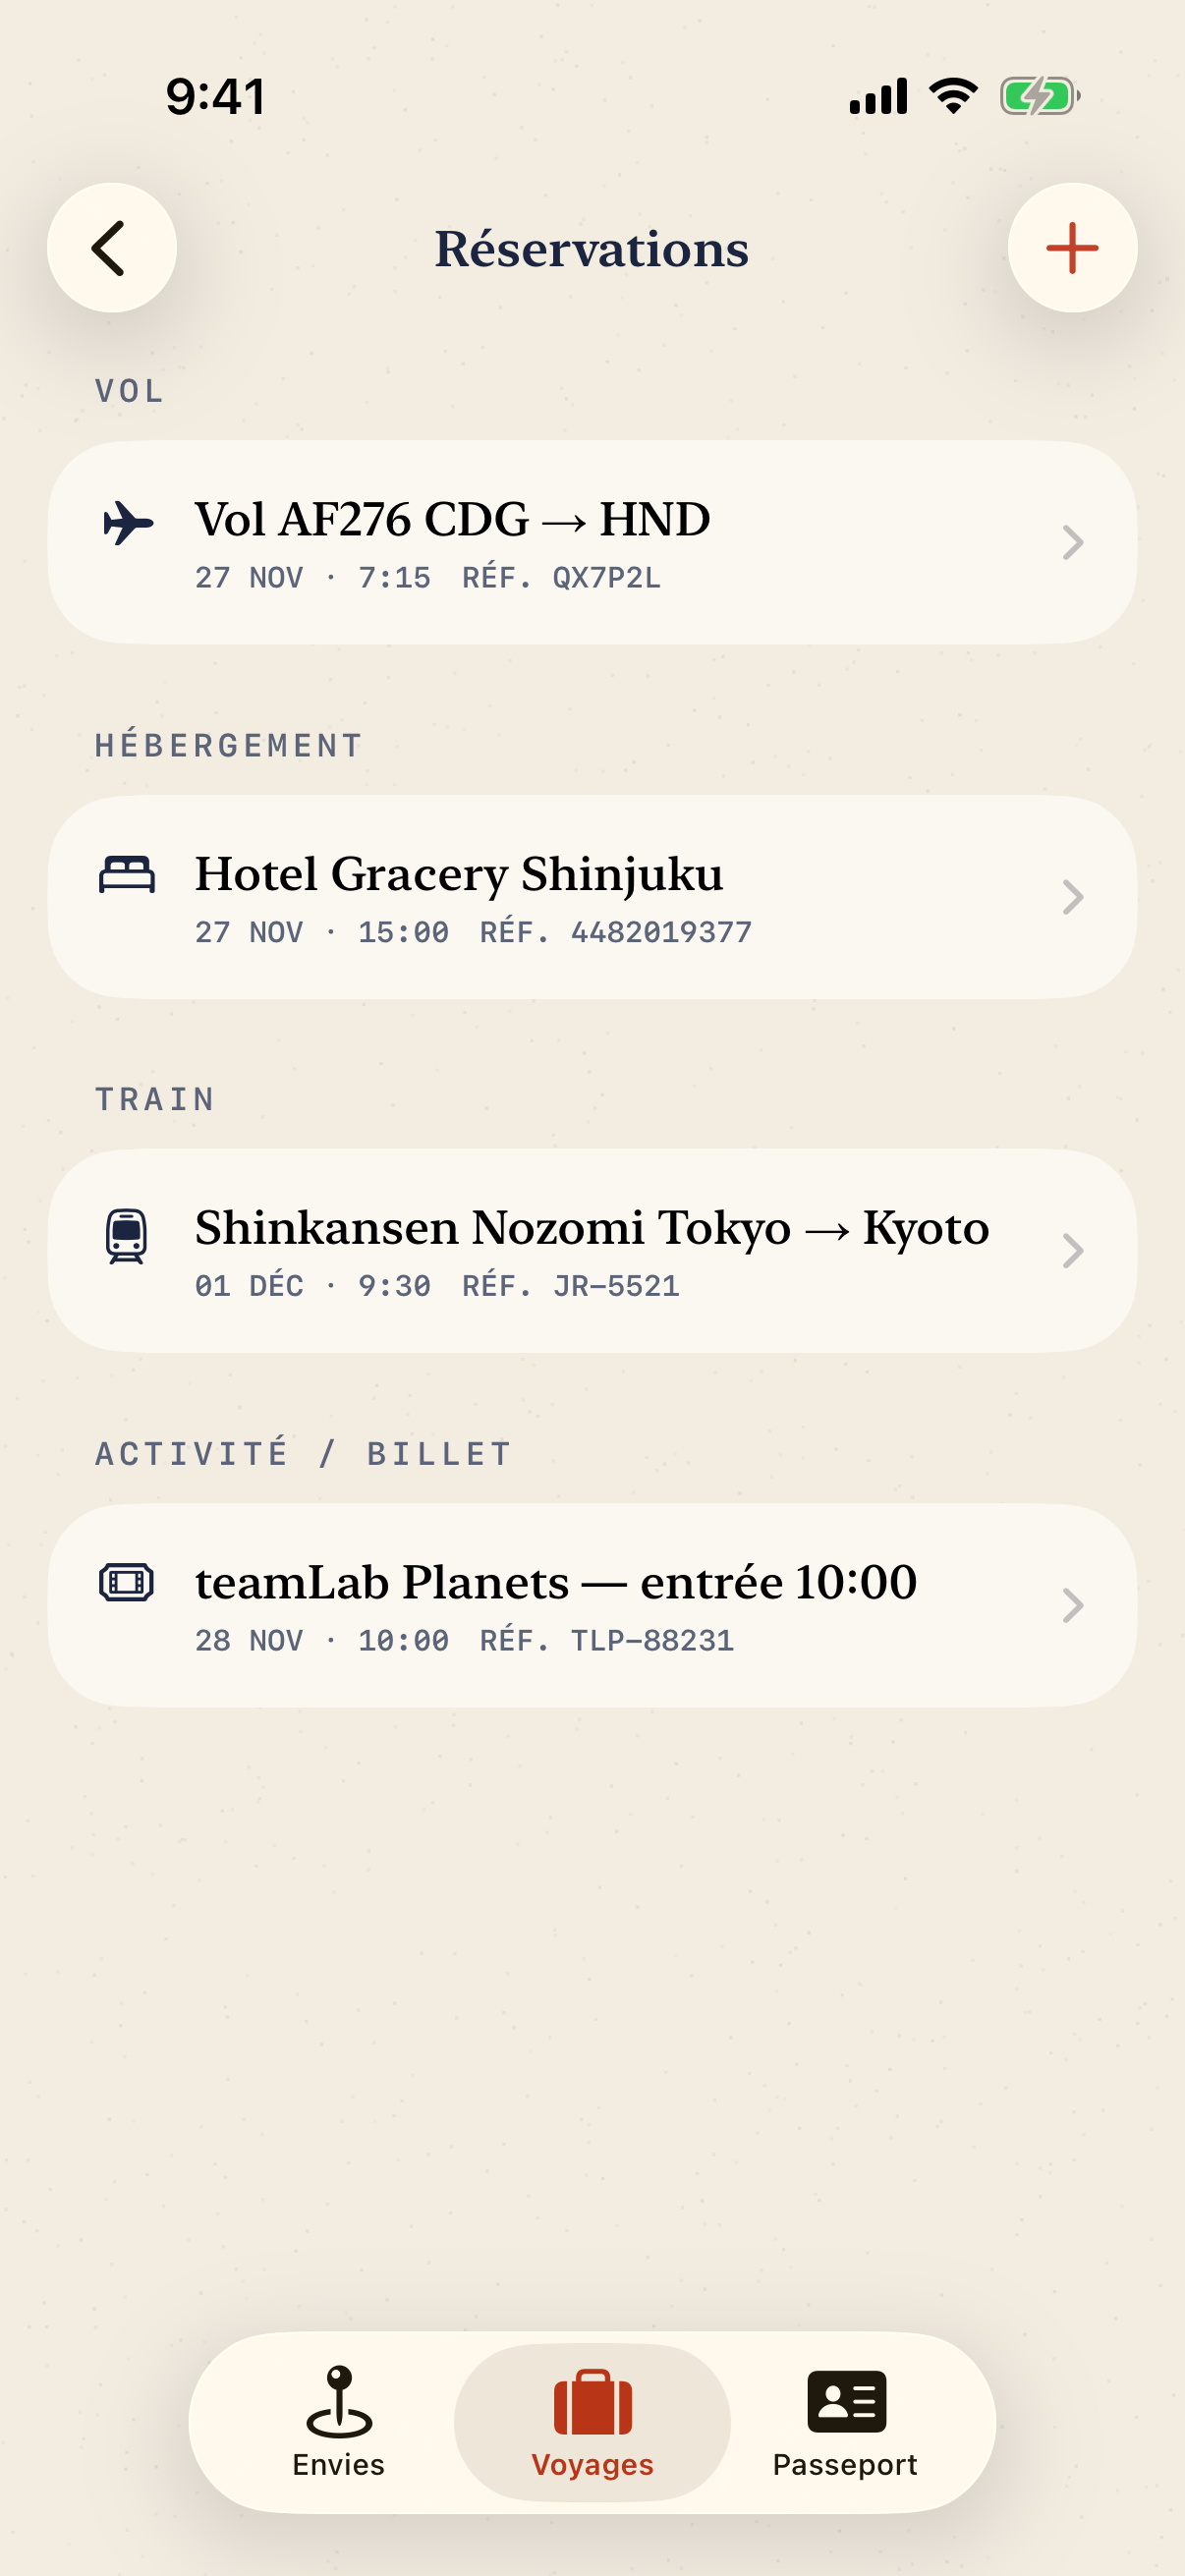 9:41
Réservations
VOL
Vol AF276 CDG → HND
27 NOV · 7:15 RÉF. QX7P2L
HÉBERGEMENT
Hotel Gracery Shinjuku
27 NOV · 15:00 RÉF. 4482019377
TRAIN
Shinkansen Nozomi Tokyo → Kyoto
01 DÉC · 9:30 RÉF. JR-5521
ACTIVITÉ / BILLET
teamLab Planets — entrée 10:00
28 NOV · 10:00 RÉF. TLP-88231
Envies
Voyages
Passeport